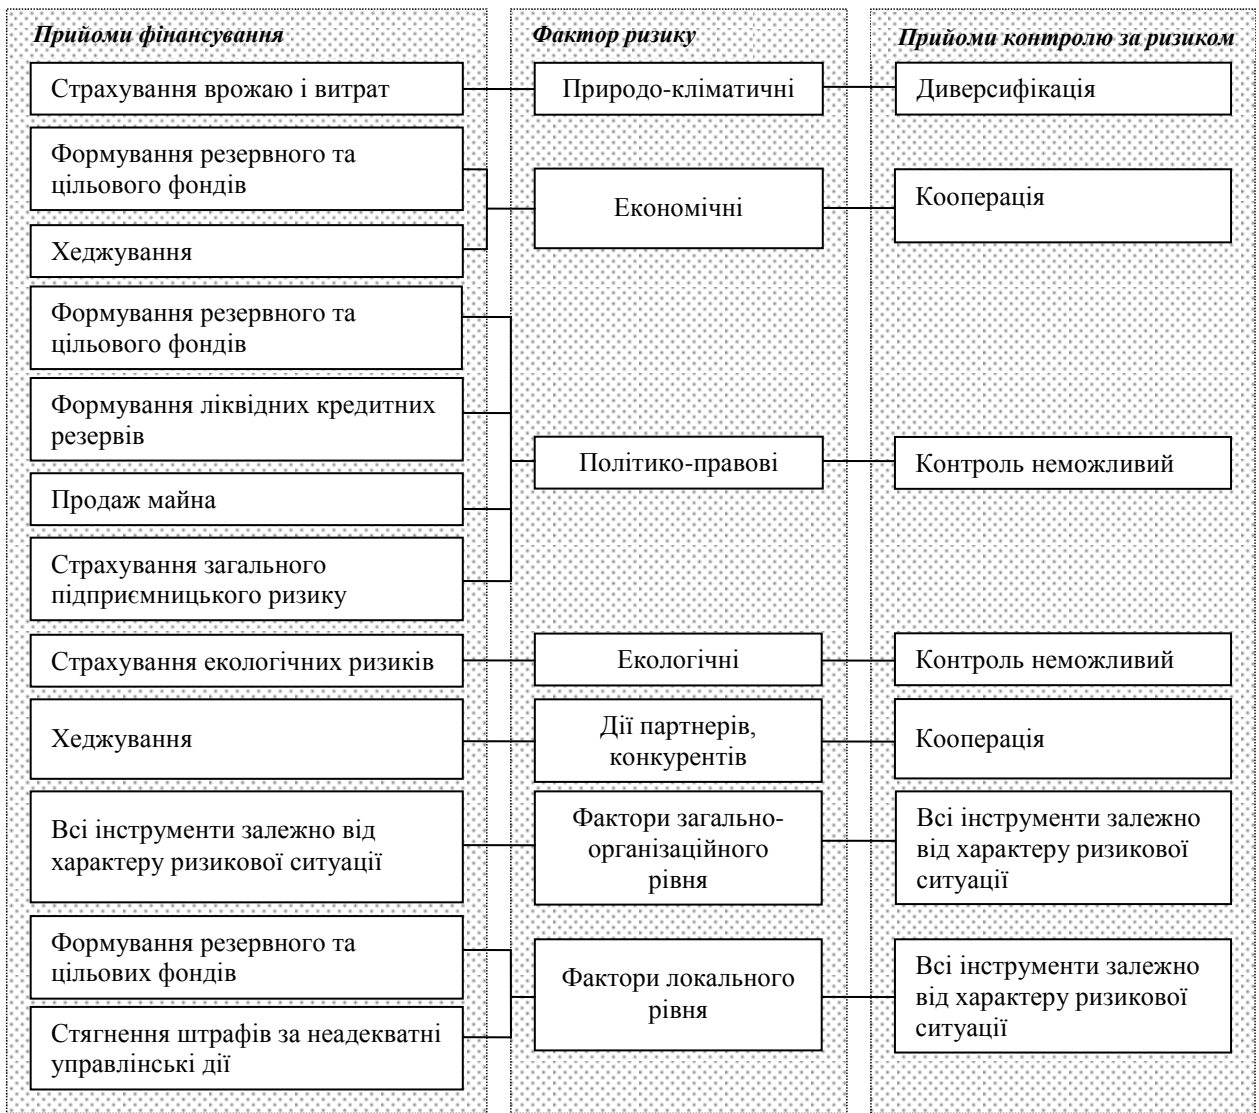 Прийоми фінансування
Фактор ризику
Прийоми контролю за ризиком
Страхування врожаю і витрат
Природо-кліматичні
Диверсифікація
Формування резервного та
цільового фондів
Хеджування
Економічні
Кооперація
Формування резервного та
цільового фондів
Формування ліквідних кредитних
резервів
Продаж майна
Страхування загального
підприємницького ризику
Політико-правові
Контроль неможливий
Страхування екологічних ризиків
Екологічні
Контроль неможливий
Хеджування
Дії партнерів,
конкурентів
Кооперація
Всі інструменти залежно від
характеру ризикової ситуації
Фактори загально-
організаційного
рівня
Всі інструменти залежно
від характеру ризикової
ситуації
Формування резервного та
цільових фондів
Стягнення штрафів за неадекватні
управлінські дії
Фактори локального
рівня
Всі інструменти залежно
від характеру ризикової
ситуації